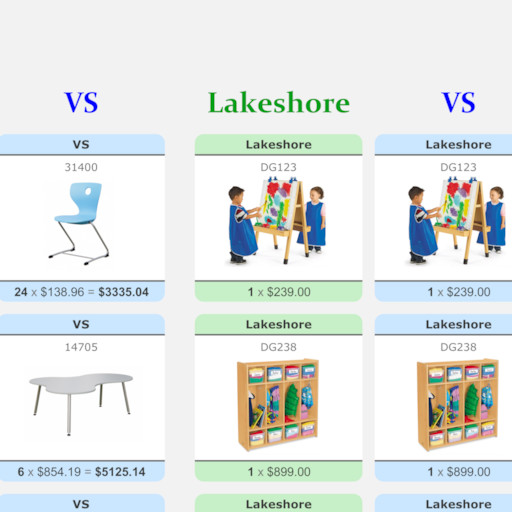 VS
Lakeshore
VS
VS
Lakeshore
Lakeshore
31400
DG123
DG123
24 x $138.96 = $3335.04
1 x $239.00
1 x $239.00
VS
Lakeshore
Lakeshore
14705
DG238
DG238
6 x $854.19 = $5125.14
1 x $899.00
1 x $899.00
VS
Lakeshore
Lakeshore